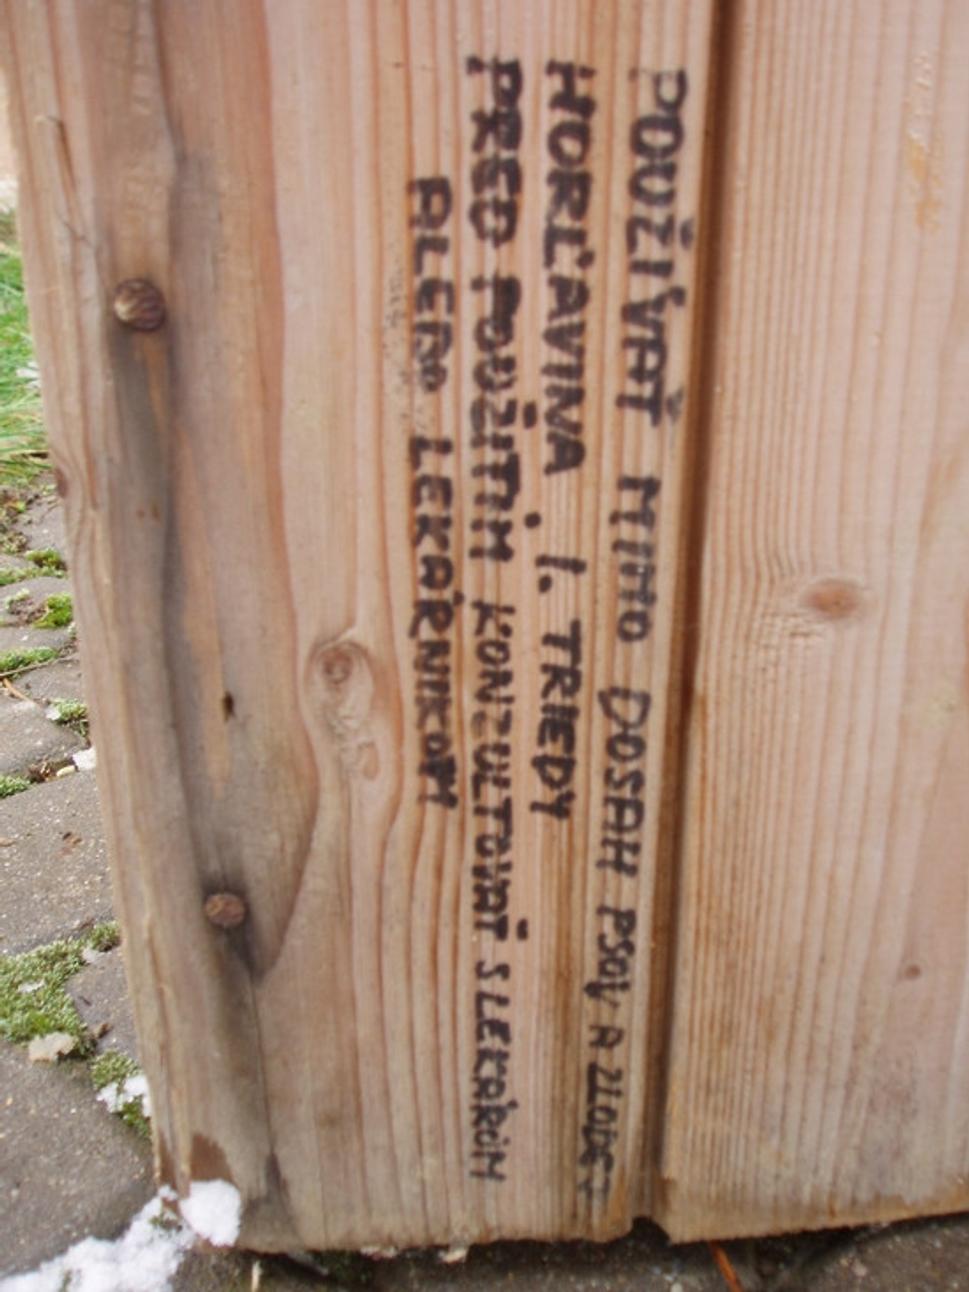 POUŽÍVAŤ MIMO DOSAH PSOV A ZLODEJ
HORĽAVINA I. TRIEDY
PRED POUŽITÍM KONZULTOVAŤ S LEKÁROM
ALEBO LEKÁRNIKOM